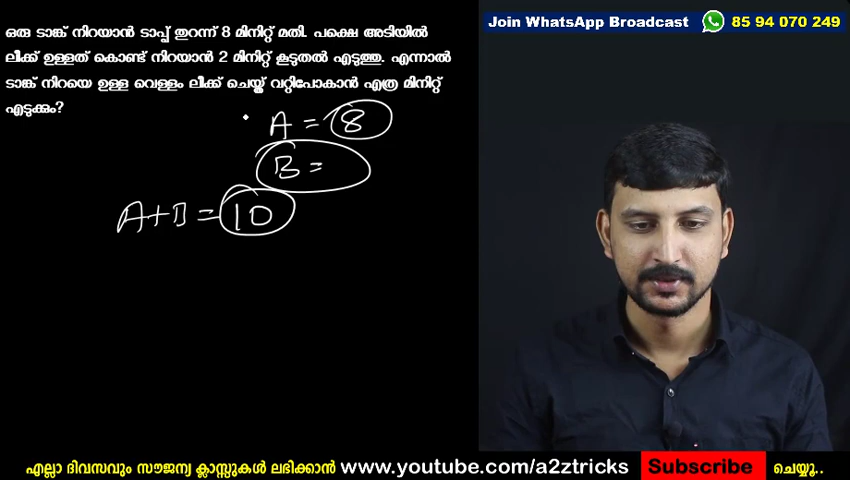 Join WhatsApp Broadcast 85 94 070 249
ഒരു ടാങ്ക് നിറയാൻ ടാപ്പ് തുറന്ന് 8 മിനിറ്റ് മതി. പക്ഷെ അടിയിൽ
ലീക്ക് ഉള്ളത് കൊണ്ട് നിറയാൻ 2 മിനിറ്റ് കൂടുതൽ എടുത്തു. എന്നാൽ
ടാങ്ക് നിറയെ ഉള്ള വെള്ളം ലീക്ക് ചെയ്ത് വറ്റിപോകാൻ എത്ര മിനിറ്റ്
എടുക്കും?
A = 8
B =
A+B = 10
എല്ലാ ദിവസവും സൗജന്യ ക്ലാസ്സുകൾ ലഭിക്കാൻ www.youtube.com/a2ztricks Subscribe ചെയ്യൂ..